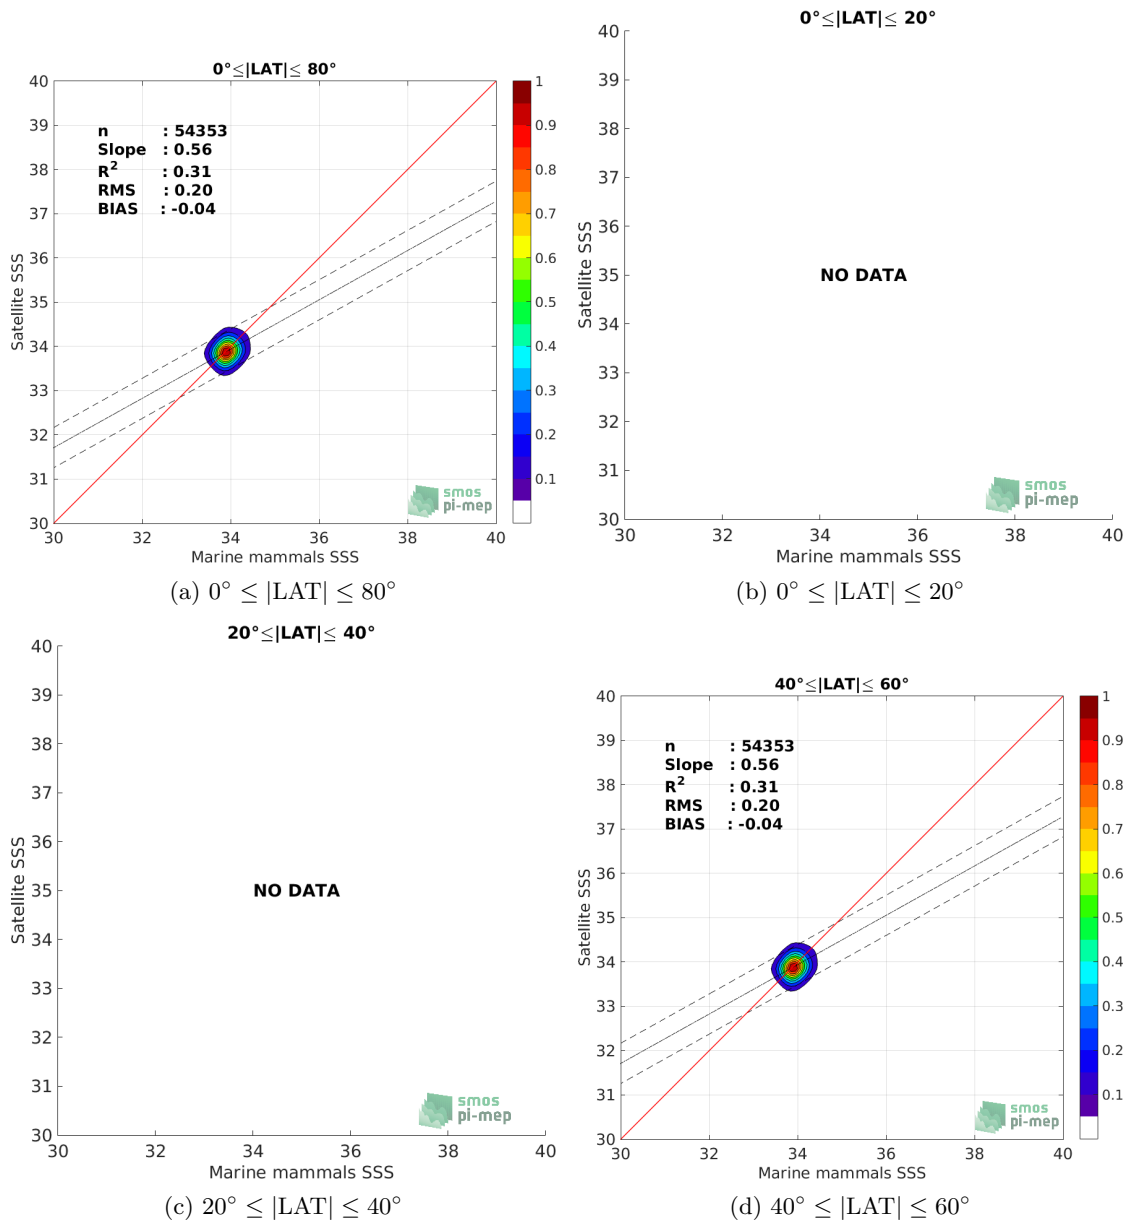 0°≤|LAT|≤ 80°
40
39
38
37
36
35
34
33
32
31
30
n : 54353
Slope : 0.56
R² : 0.31
RMS : 0.20
BIAS : -0.04
Satellite SSS
smos
pi-mep
30 32 34 36 38 40
Marine mammals SSS
1
0.9
0.8
0.7
0.6
0.5
0.4
0.3
0.2
0.1
(a) 0° ≤ |LAT| ≤ 80°
0°≤|LAT|≤ 20°
40
39
38
37
36
35
34
33
32
31
30
Satellite SSS
NO DATA
smos
pi-mep
30 32 34 36 38 40
Marine mammals SSS
(b) 0° ≤ |LAT| ≤ 20°
20°≤|LAT|≤ 40°
40
39
38
37
36
35
34
33
32
31
30
Satellite SSS
NO DATA
smos
pi-mep
30 32 34 36 38 40
Marine mammals SSS
(c) 20° ≤ |LAT| ≤ 40°
40°≤|LAT|≤ 60°
40
39
38
37
36
35
34
33
32
31
30
n : 54353
Slope : 0.56
R² : 0.31
RMS : 0.20
BIAS : -0.04
Satellite SSS
smos
pi-mep
30 32 34 36 38 40
Marine mammals SSS
1
0.9
0.8
0.7
0.6
0.5
0.4
0.3
0.2
0.1
(d) 40° ≤ |LAT| ≤ 60°